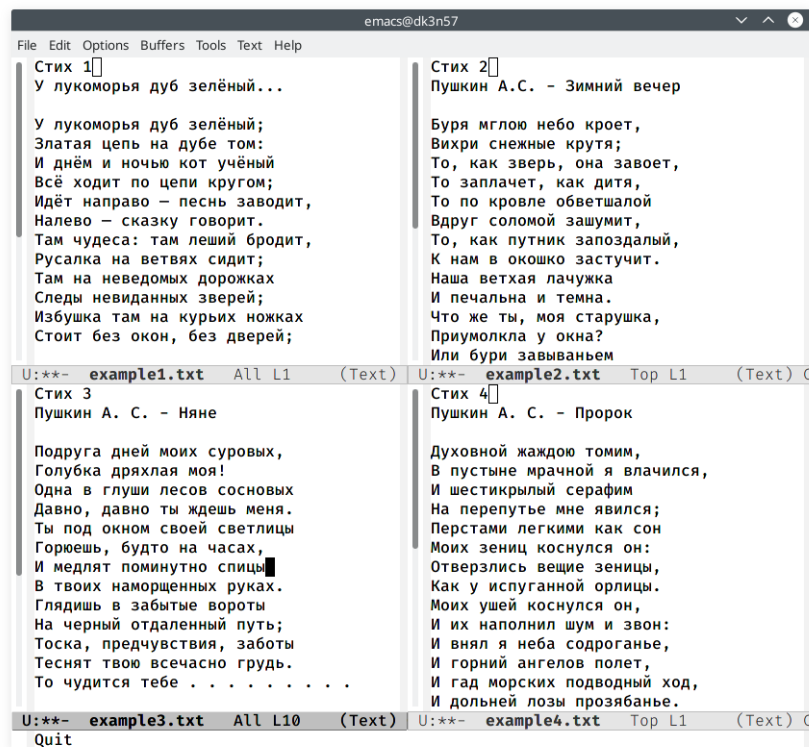 emacs@dk3n57
File Edit Options Buffers Tools Text Help
Стих 1
У лукоморья дуб зелёный...
У лукоморья дуб зелёный;
Златая цепь на дубе том:
И днём и ночью кот учёный
Всё ходит по цепи кругом;
Идёт направо — песнь заводит,
Налево — сказку говорит.
Там чудеса: там леший бродит,
Русалка на ветвях сидит;
Там на неведомых дорожках
Следы невиданных зверей;
Избушка там на курьих ножках
Стоит без окон, без дверей;
U:**- example1.txt All L1 (Text)
Стих 2
Пушкин А.С. - Зимний вечер
Буря мглою небо кроет,
Вихри снежные крутя;
То, как зверь, она завоет,
То заплачет, как дитя,
То по кровле обветшалой
Вдруг соломой зашумит,
То, как путник запоздалый,
К нам в окошко застучит.
Наша ветхая лачужка
И печальна и темна.
Что же ты, моя старушка,
Приумолкла у окна?
Или бури завываньем
U:**- example2.txt Top L1 (Text)
Стих 3
Пушкин А. С. - Няне
Подруга дней моих суровых,
Голубка дряхлая моя!
Одна в глуши лесов сосновых
Давно, давно ты ждешь меня.
Ты под окном своей светлицы
Горюешь, будто на часах,
И медлят поминутно спицы
В твоих наморщенных руках.
Глядишь в забытые вороты
На черный отдаленный путь;
Тоска, предчувствия, заботы
Теснят твою всечасно грудь.
То чудится тебе . . . . . . . . .
U:**- example3.txt All L10 (Text)
Стих 4
Пушкин А. С. - Пророк
Духовной жаждою томим,
В пустыне мрачной я влачился,
И шестикрылый серафим
На перепутье мне явился;
Перстами легкими как сон
Моих зениц коснулся он:
Отверзлись вещие зеницы,
Как у испуганной орлицы.
Моих ушей коснулся он,
И их наполнил шум и звон:
И внял я неба содроганье,
И горний ангелов полет,
И гад морских подводный ход,
И дольней лозы прозябанье.
U:**- example4.txt Top L1 (Text)
Quit